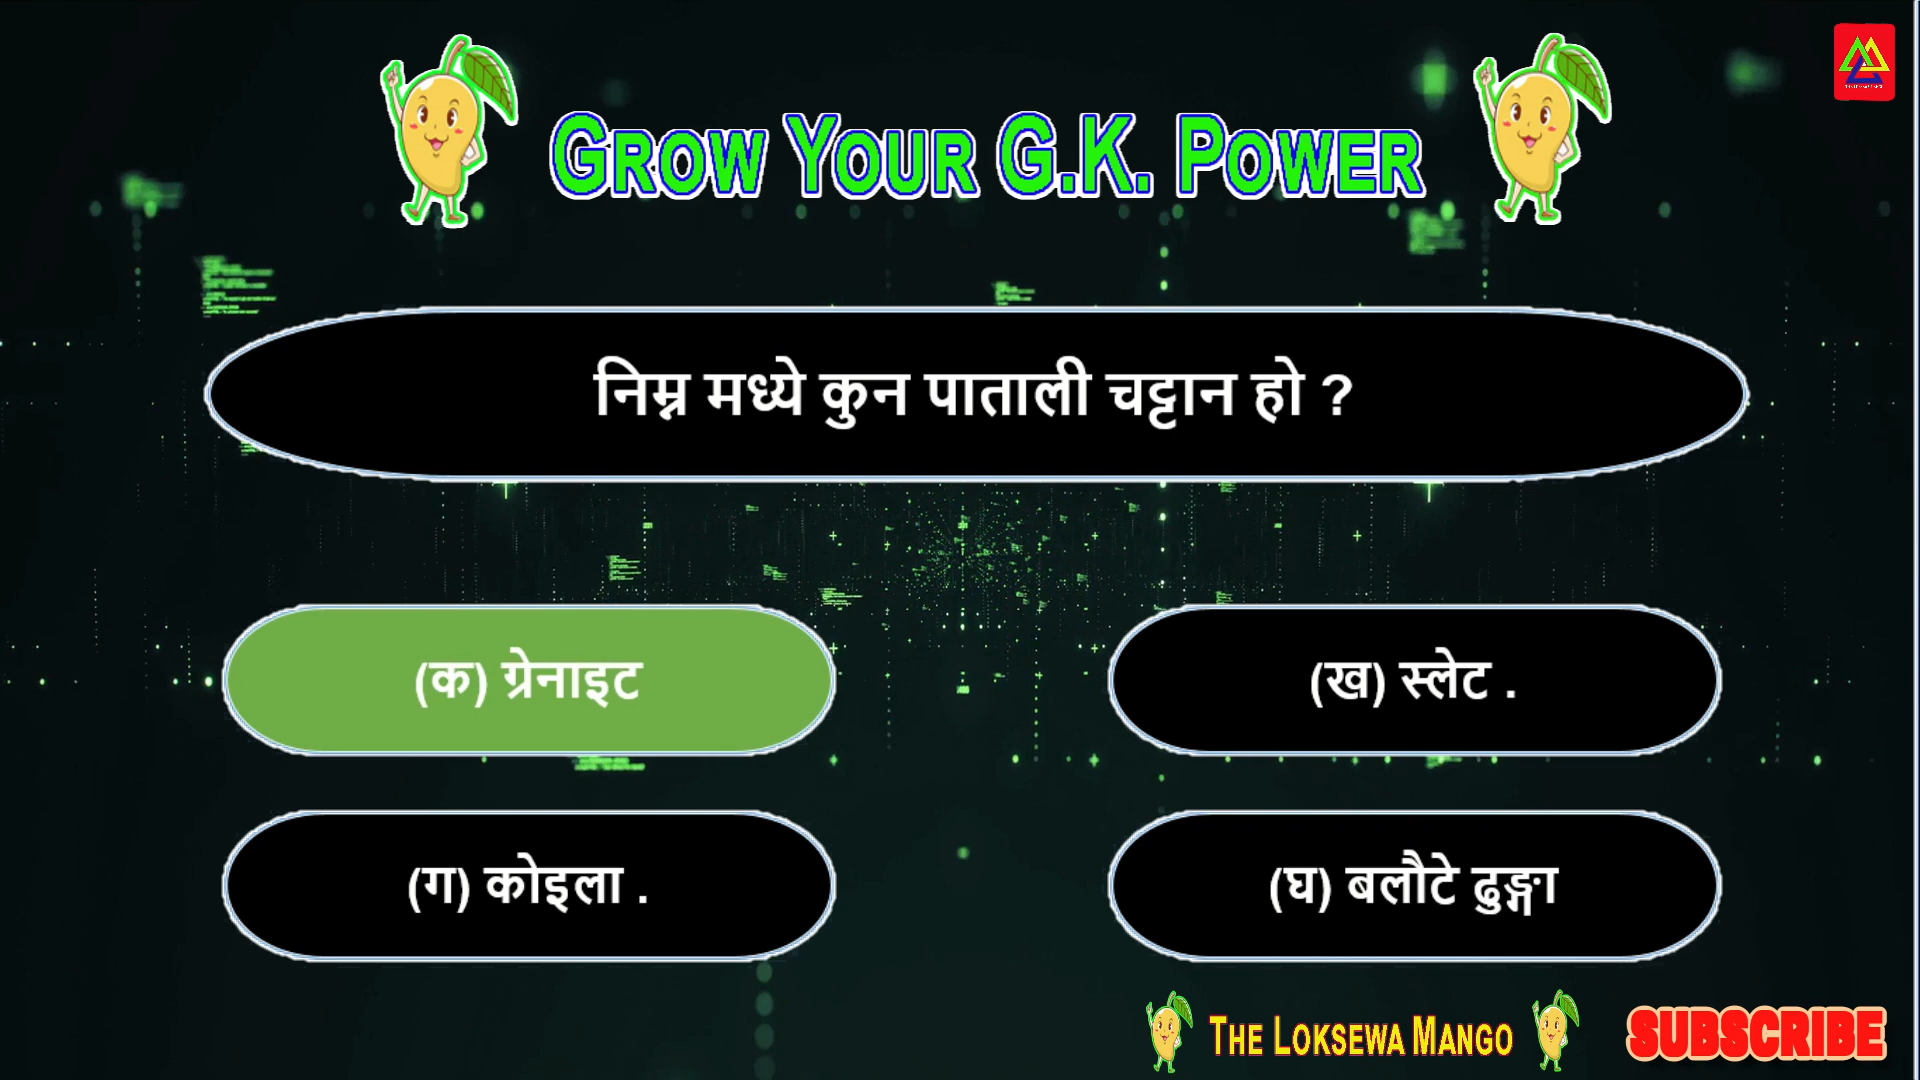 GROW YOUR G.K. POWER
निम्न मध्ये कुन पाताली चट्टान हो ?
(क) ग्रेनाइट
(ख) स्लेट .
(ग) कोइला .
(घ) बलौटे ढुङ्गा
THE LOKSEWA MANGO
SUBSCRIBE